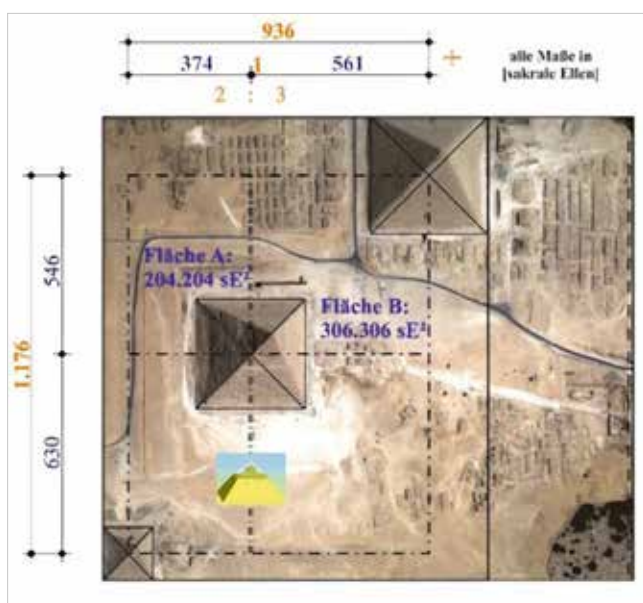 936
374 1 561 ÷
2 : 3
alle Maße in
[sakrale Ellen]
546
1.176
630
Fläche A:
204.204 sE²
Fläche B:
306.306 sE²